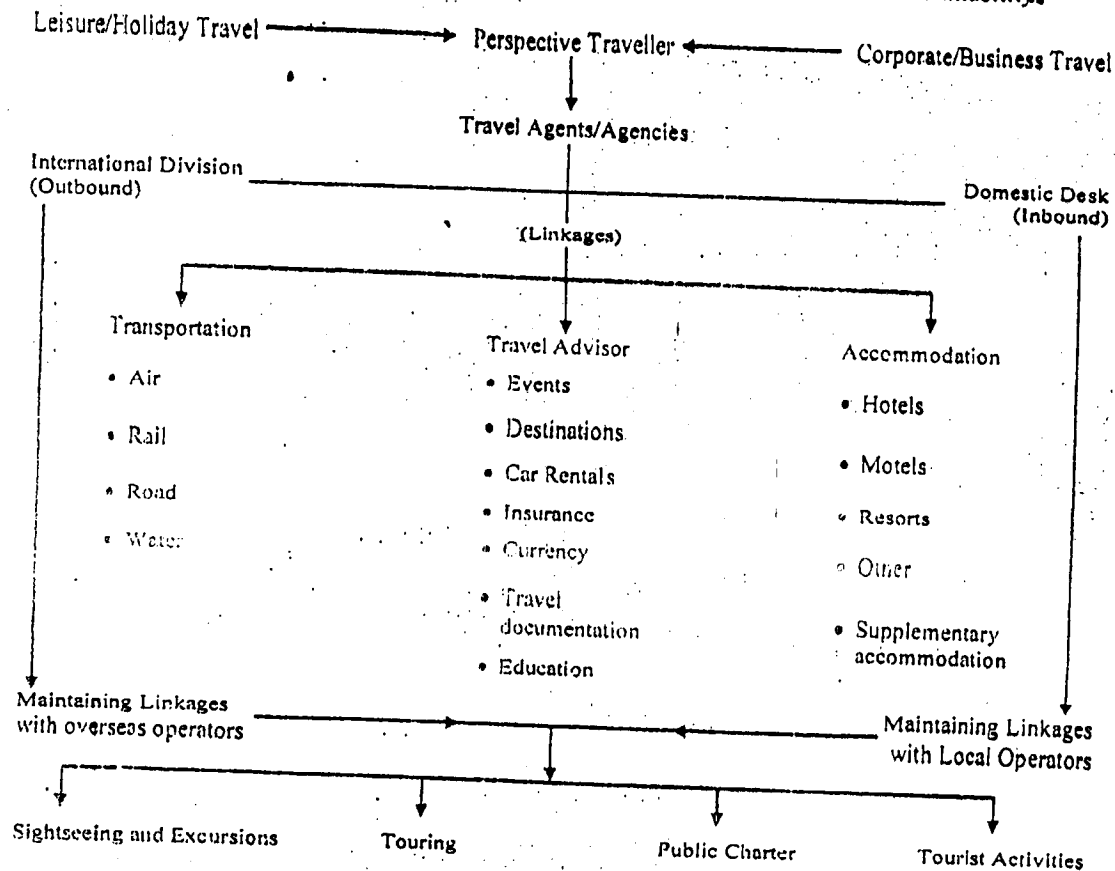 Leisure/Holiday Travel
Perspective Traveller
Corporate/Business Travel
Travel Agents/Agencies
International Division
(Outbound)
Domestic Desk
(Inbound)
(Linkages)
Transportation
• Air
• Rail
• Road
• Water
Travel Advisor
• Events
• Destinations
• Car Rentals
• Insurance
• Currency
• Travel
documentation
• Education
Accommodation
• Hotels
• Motels
• Resorts
• Other
• Supplementary
accommodation
Maintaining Linkages
with overseas operators
Maintaining Linkages
with Local Operators
Sightseeing and Excursions
Touring
Public Charter
Tourist Activities